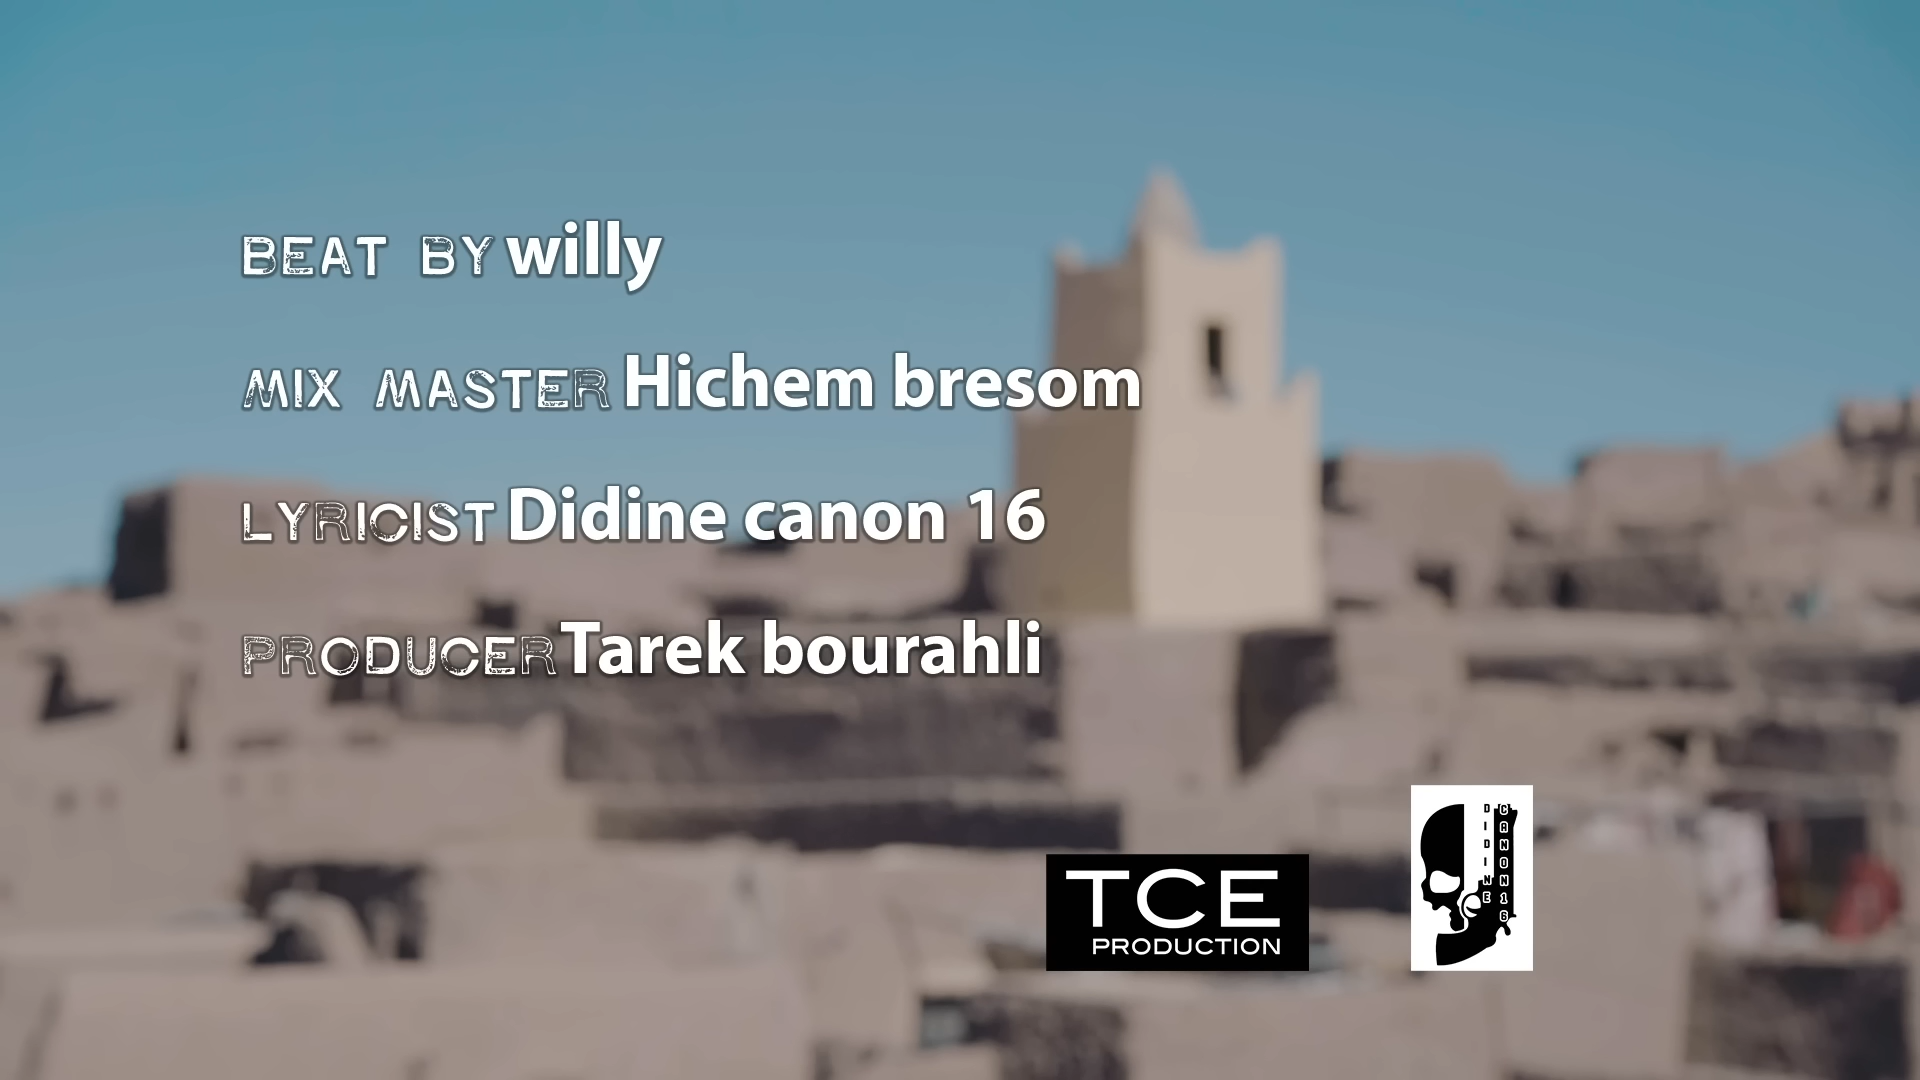 BEAT BY willy
MIX MASTER Hichem bresom
LYRICIST Didine canon 16
PRODUCER Tarek bourahli
TCE
PRODUCTION
DIDINE
CANON16